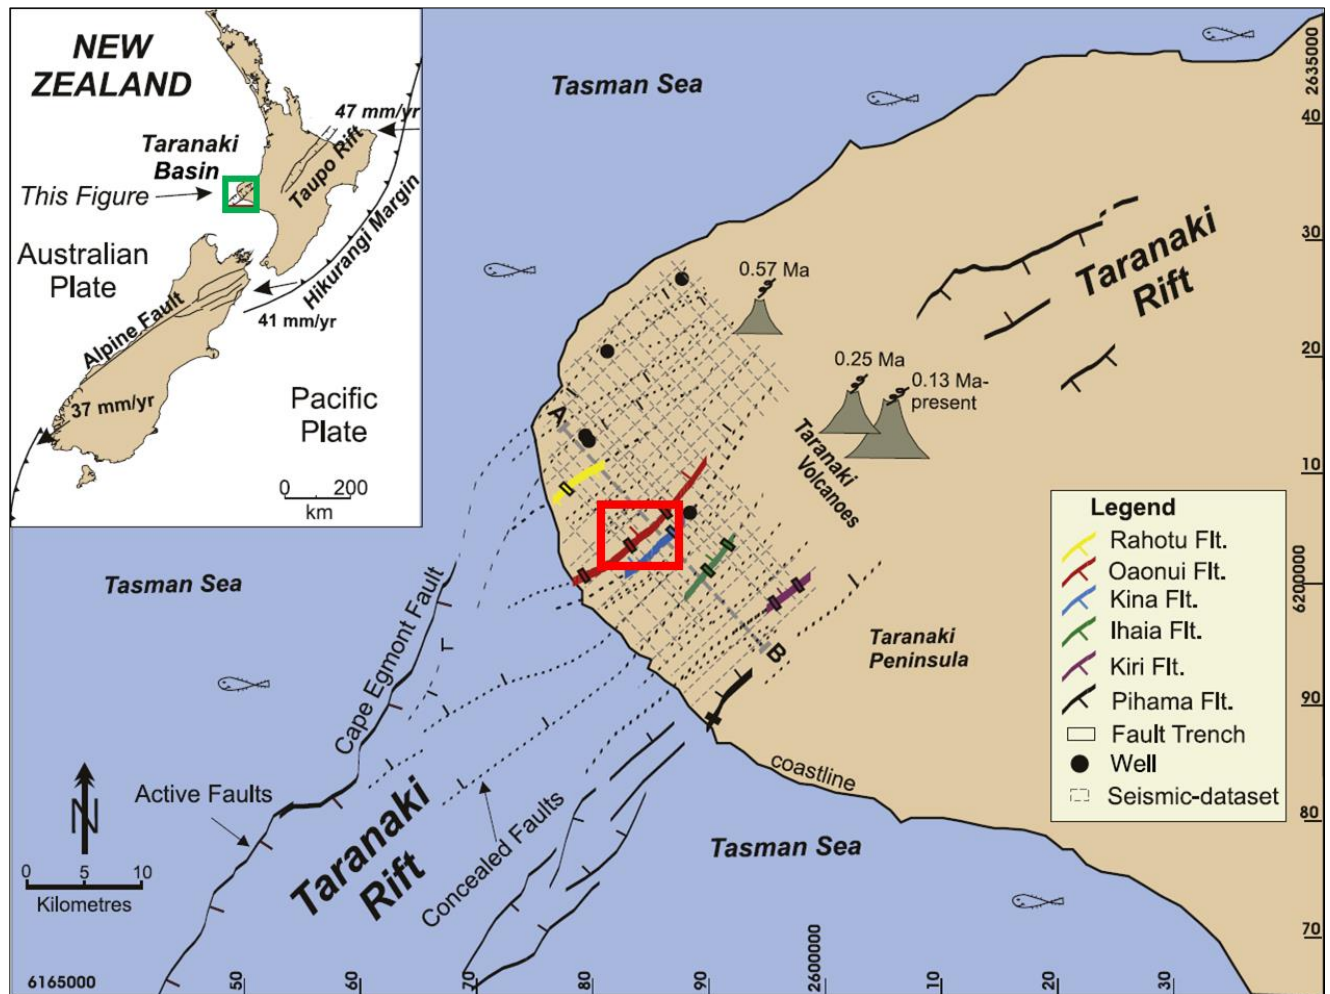 NEW
ZEALAND
47 mm/yr
Taranaki
Basin
Taupo Rift
This Figure
Hikurangi Margin
Australian
Plate
Alpine Fault
41 mm/yr
37 mm/yr
Pacific
Plate
0 200
km
Tasman Sea
2635000
40
30
20
10
6200000
90
80
70
Taranaki
Rift
0.57 Ma
0.25 Ma
0.13 Ma-
present
Taranaki
Volcanoes
A
B
Taranaki
Peninsula
Tasman Sea
Cape Egmont Fault
Active Faults
Taranaki
Rift
Concealed Faults
coastline
Tasman Sea
Legend
Rahotu Flt.
Oaonui Flt.
Kina Flt.
Ihaia Flt.
Kiri Flt.
Pihama Flt.
Fault Trench
Well
Seismic-dataset
N
0 5 10
Kilometres
6165000
50
60
70
80
90
2600000
10
20
30